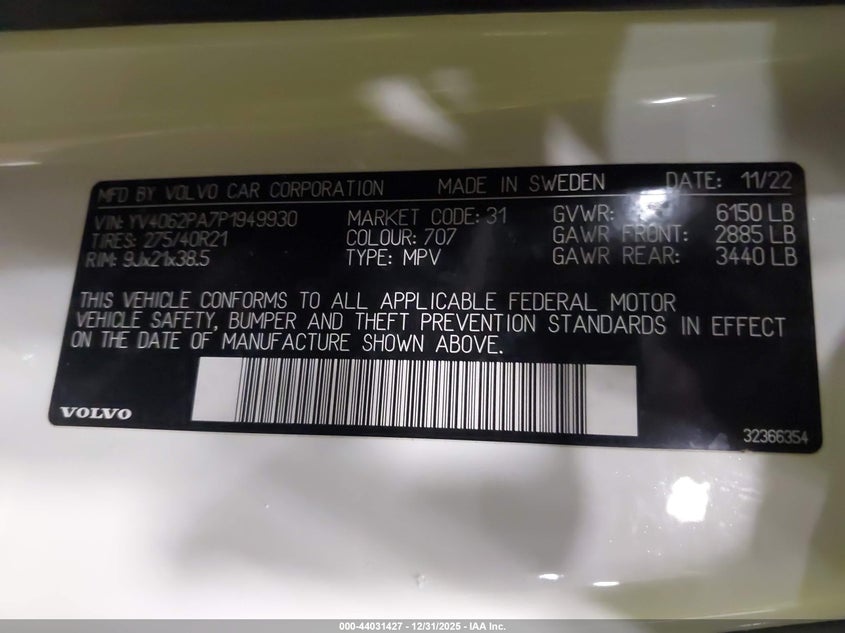 MFD BY VOLVO CAR CORPORATION MADE IN SWEDEN DATE: 11/22
VIN: YV4062PA7P1949930 MARKET CODE: 31 GVWR: 6150 LB
TIRES: 275/40R21 COLOUR: 707 GAWR FRONT: 2885 LB
RIM: 9Jx21x38.5 TYPE: MPV GAWR REAR: 3440 LB
THIS VEHICLE CONFORMS TO ALL APPLICABLE FEDERAL MOTOR
VEHICLE SAFETY, BUMPER AND THEFT PREVENTION STANDARDS IN EFFECT
ON THE DATE OF MANUFACTURE SHOWN ABOVE.
VOLVO
32366354
000-44031427 - 12/31/2025 - IAA Inc.